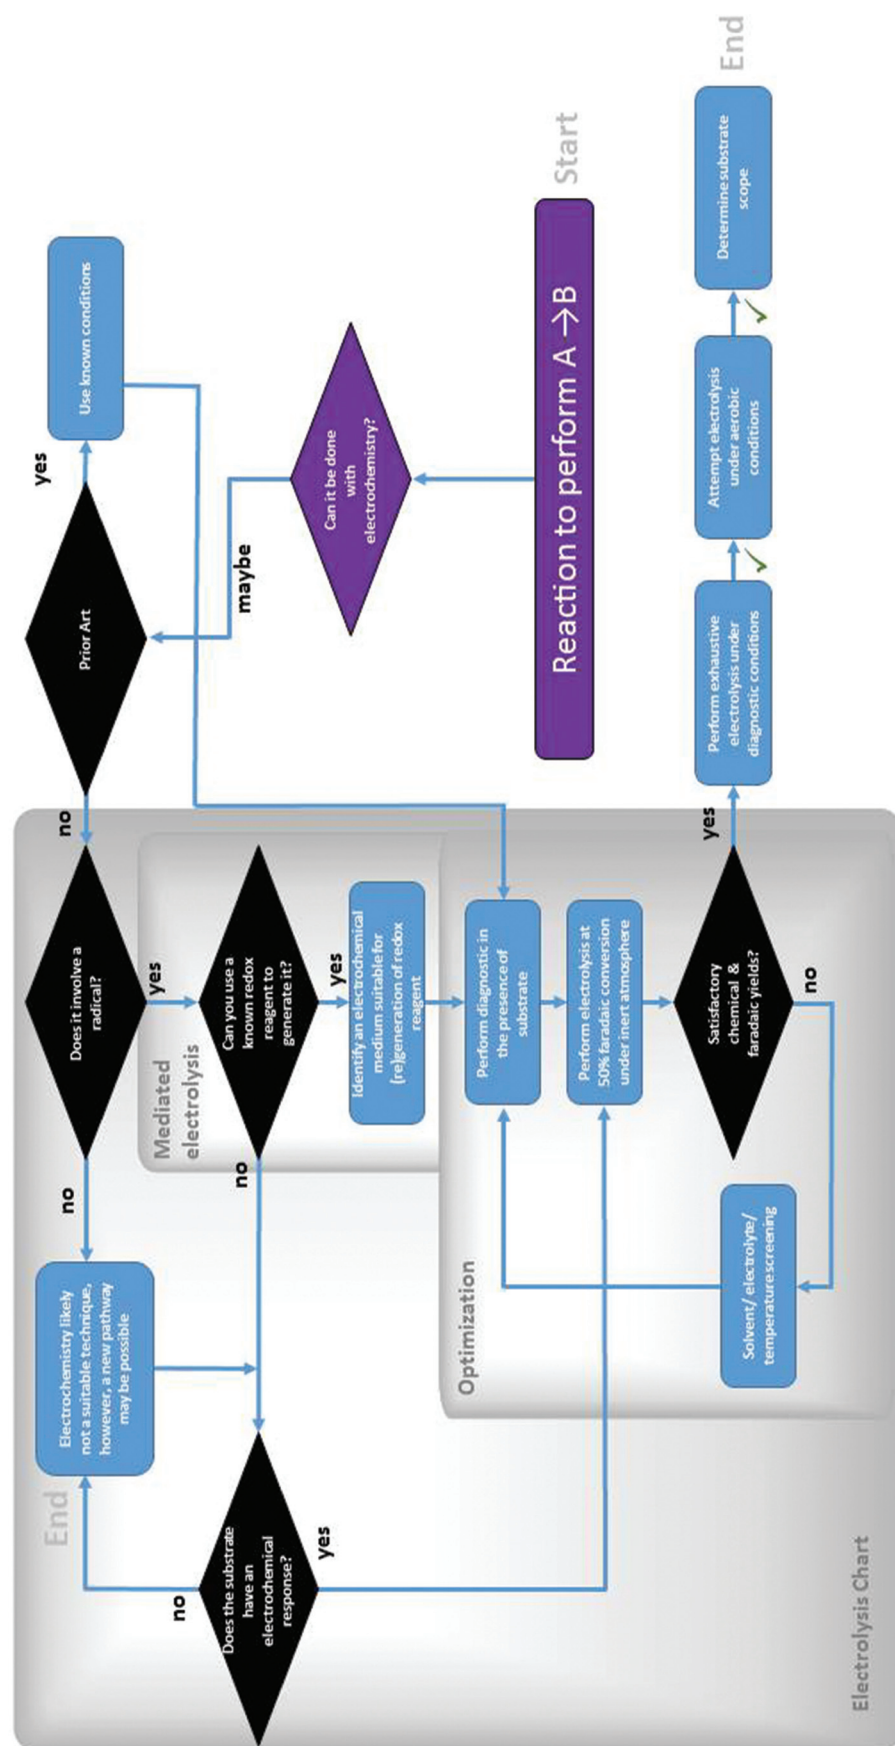 Start
Reaction to perform A → B
Can it be done
with
electrochemistry?
maybe
Prior Art
yes
Use known conditions
no
Does it involve a
radical?
no
Electrochemistry likely
not a suitable technique,
however, a new pathway
may be possible
End
yes
Mediated
electrolysis
Can you use a
known redox
reagent to
generate it?
no
Does the substrate
have an
electrochemical
response?
no
yes
yes
Identify an electrochemical
medium suitable for
(re)generation of redox
reagent
Optimization
Perform diagnostic in
the presence of
substrate
Perform electrolysis at
50% faradaic conversion
under inert atmosphere
Satisfactory
chemical &
faradaic yields?
no
Solvent/ electrolyte/
temperature screening
yes
Perform exhaustive
electrolysis under
diagnostic conditions
✓
Attempt electrolysis
under aerobic
conditions
✓
Determine substrate
scope
End
Electrolysis Chart